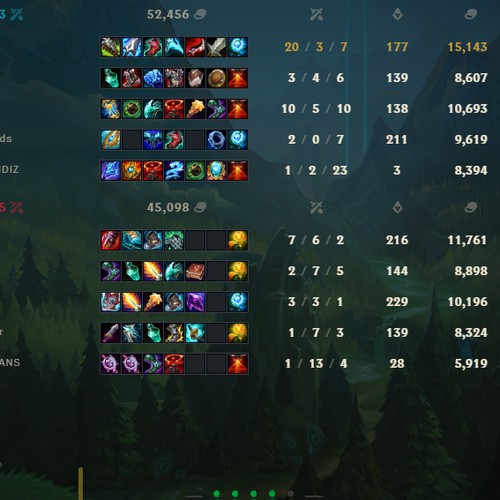 3 52,456
20 / 3 / 7 177 15,143
3 / 4 / 6 139 8,607
10 / 5 / 10 138 10,693
ds 2 / 0 / 7 211 9,619
NDIZ 1 / 2 / 23 3 8,394
5 45,098
7 / 6 / 2 216 11,761
2 / 7 / 5 144 8,898
3 / 3 / 1 229 10,196
r 1 / 7 / 3 139 8,324
ANS 1 / 13 / 4 28 5,919